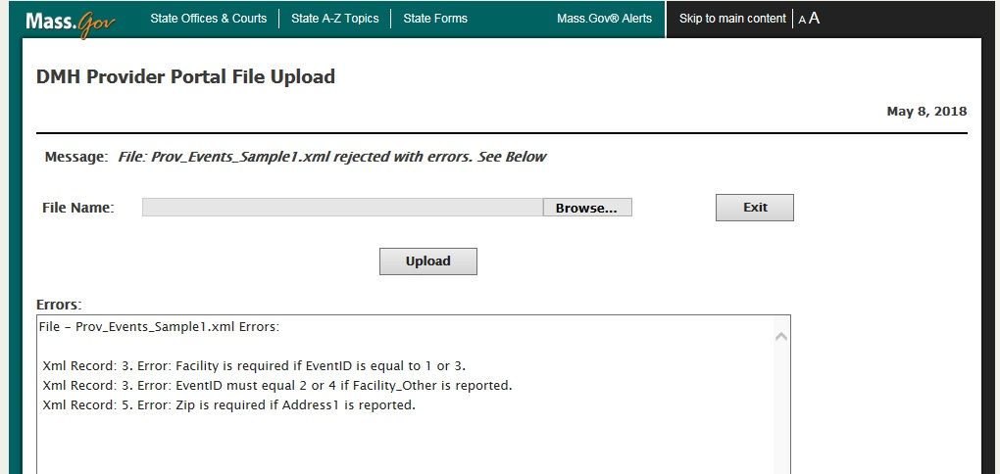 Mass.Gov State Offices & Courts State A-Z Topics State Forms Mass.Gov® Alerts Skip to main content A A
DMH Provider Portal File Upload
May 8, 2018
Message: File: Prov_Events_Sample1.xml rejected with errors. See Below
File Name: Browse... Exit
Upload
Errors:
File - Prov_Events_Sample1.xml Errors:
Xml Record: 3. Error: Facility is required if EventID is equal to 1 or 3.
Xml Record: 3. Error: EventID must equal 2 or 4 if Facility_Other is reported.
Xml Record: 5. Error: Zip is required if Address1 is reported.